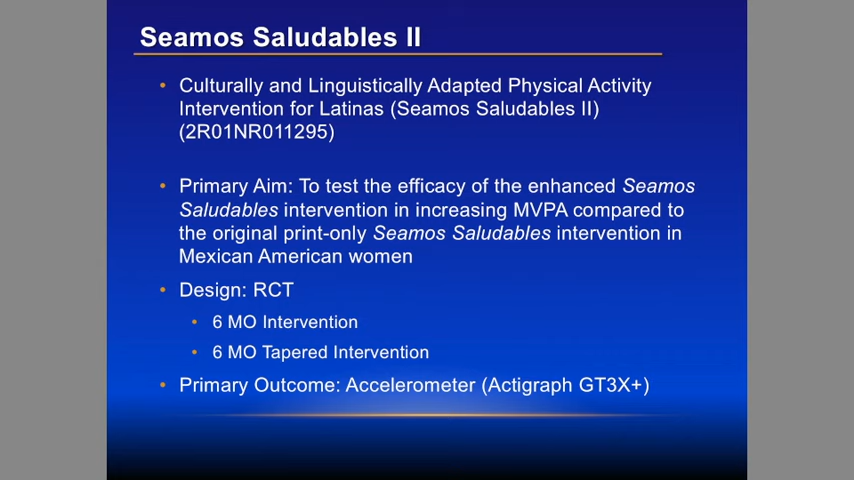 Seamos Saludables II
• Culturally and Linguistically Adapted Physical Activity
Intervention for Latinas (Seamos Saludables II)
(2R01NR011295)
• Primary Aim: To test the efficacy of the enhanced Seamos
Saludables intervention in increasing MVPA compared to
the original print-only Seamos Saludables intervention in
Mexican American women
• Design: RCT
• 6 MO Intervention
• 6 MO Tapered Intervention
• Primary Outcome: Accelerometer (Actigraph GT3X+)